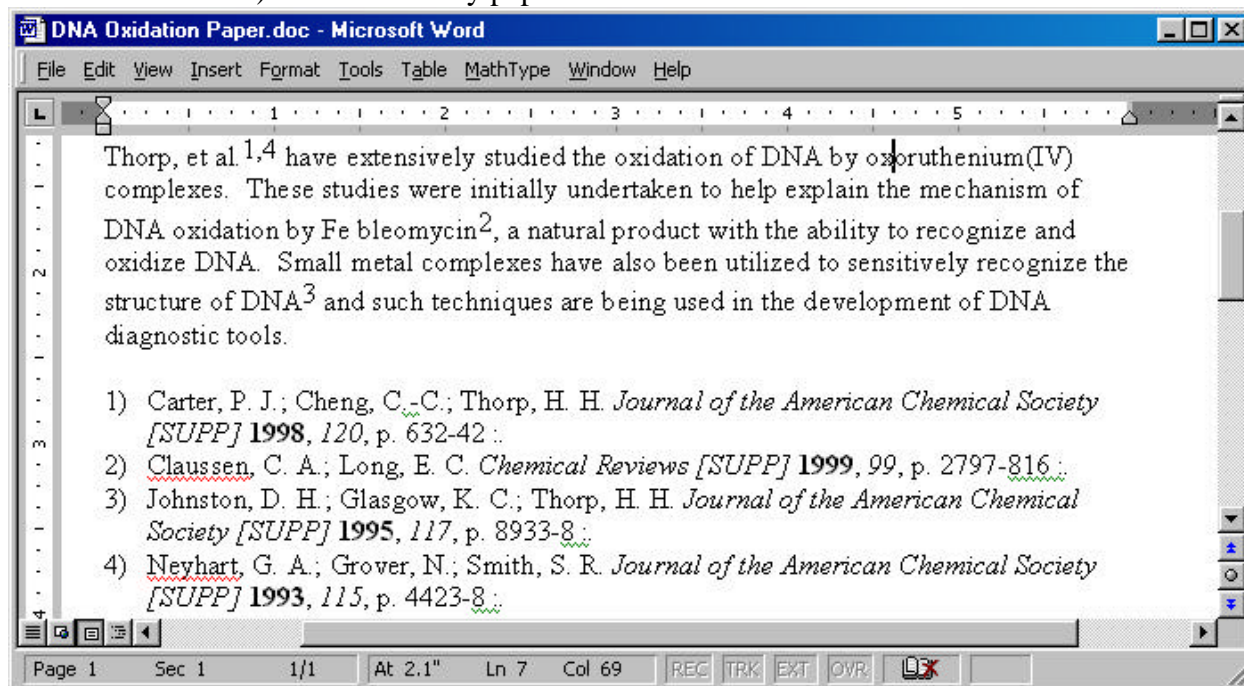 DNA Oxidation Paper.doc - Microsoft Word
File Edit View Insert Format Tools Table MathType Window Help
1 2 3 4 5
Thorp, et al.1,4 have extensively studied the oxidation of DNA by oxoruthenium(IV)
complexes. These studies were initially undertaken to help explain the mechanism of
DNA oxidation by Fe bleomycin2, a natural product with the ability to recognize and
oxidize DNA. Small metal complexes have also been utilized to sensitively recognize the
structure of DNA3 and such techniques are being used in the development of DNA
diagnostic tools.
1) Carter, P. J.; Cheng, C.-C.; Thorp, H. H. Journal of the American Chemical Society
[SUPP] 1998, 120, p. 632-42 :.
2) Claussen, C. A.; Long, E. C. Chemical Reviews [SUPP] 1999, 99, p. 2797-816 :.
3) Johnston, D. H.; Glasgow, K. C.; Thorp, H. H. Journal of the American Chemical
Society [SUPP] 1995, 117, p. 8933-8 :.
4) Neyhart, G. A.; Grover, N.; Smith, S. R. Journal of the American Chemical Society
[SUPP] 1993, 115, p. 4423-8 :.
Page 1 Sec 1 1/1 At 2.1" Ln 7 Col 69 REC TRK EXT OVR